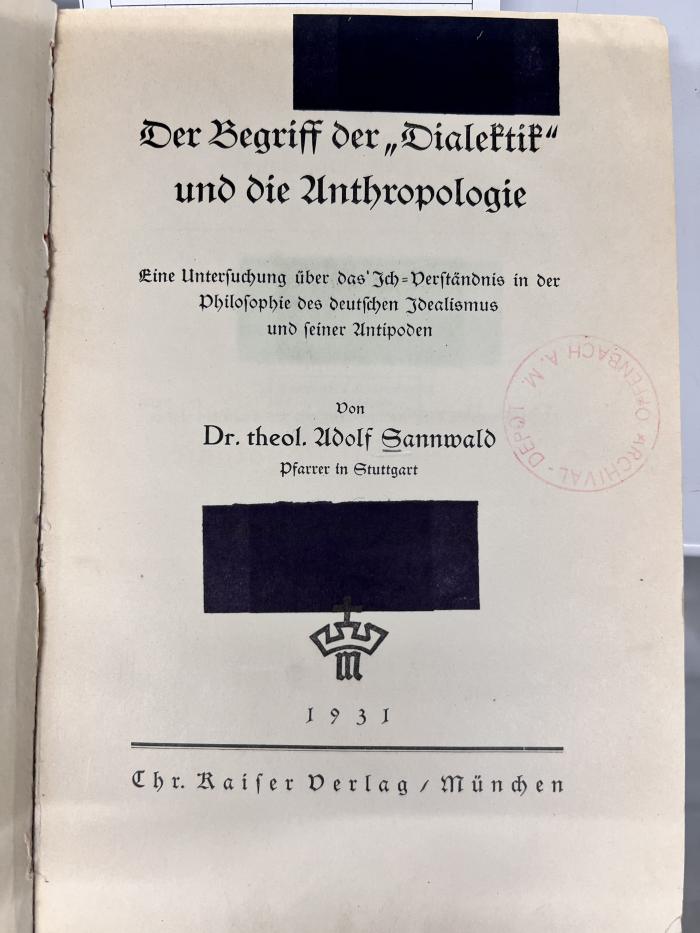 Der Begriff der „Dialektik“
und die Anthropologie
Eine Untersuchung über das Ich-Verständnis in der
Philosophie des deutschen Idealismus
und seiner Antipoden
Von
Dr. theol. Adolf Sannwald
Pfarrer in Stuttgart
OFFENBACH A. M. ARCHIVAL - DEPOT
M
1931
Chr. Kaiser Verlag / München